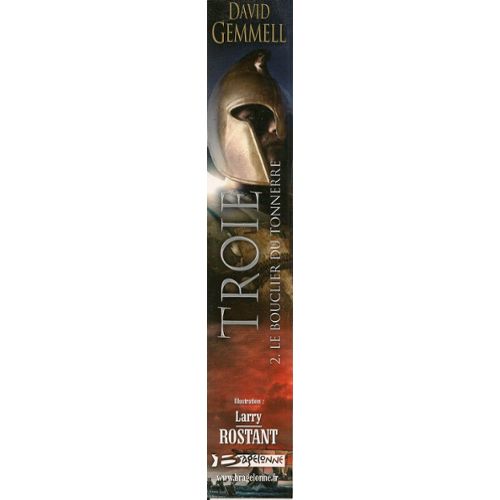 DAVID
GEMMELL
TROIE
2. LE BOUCLIER DU TONNERRE
Illustration :
Larry
ROSTANT
BRAGELONNE
www.bragelonne.fr